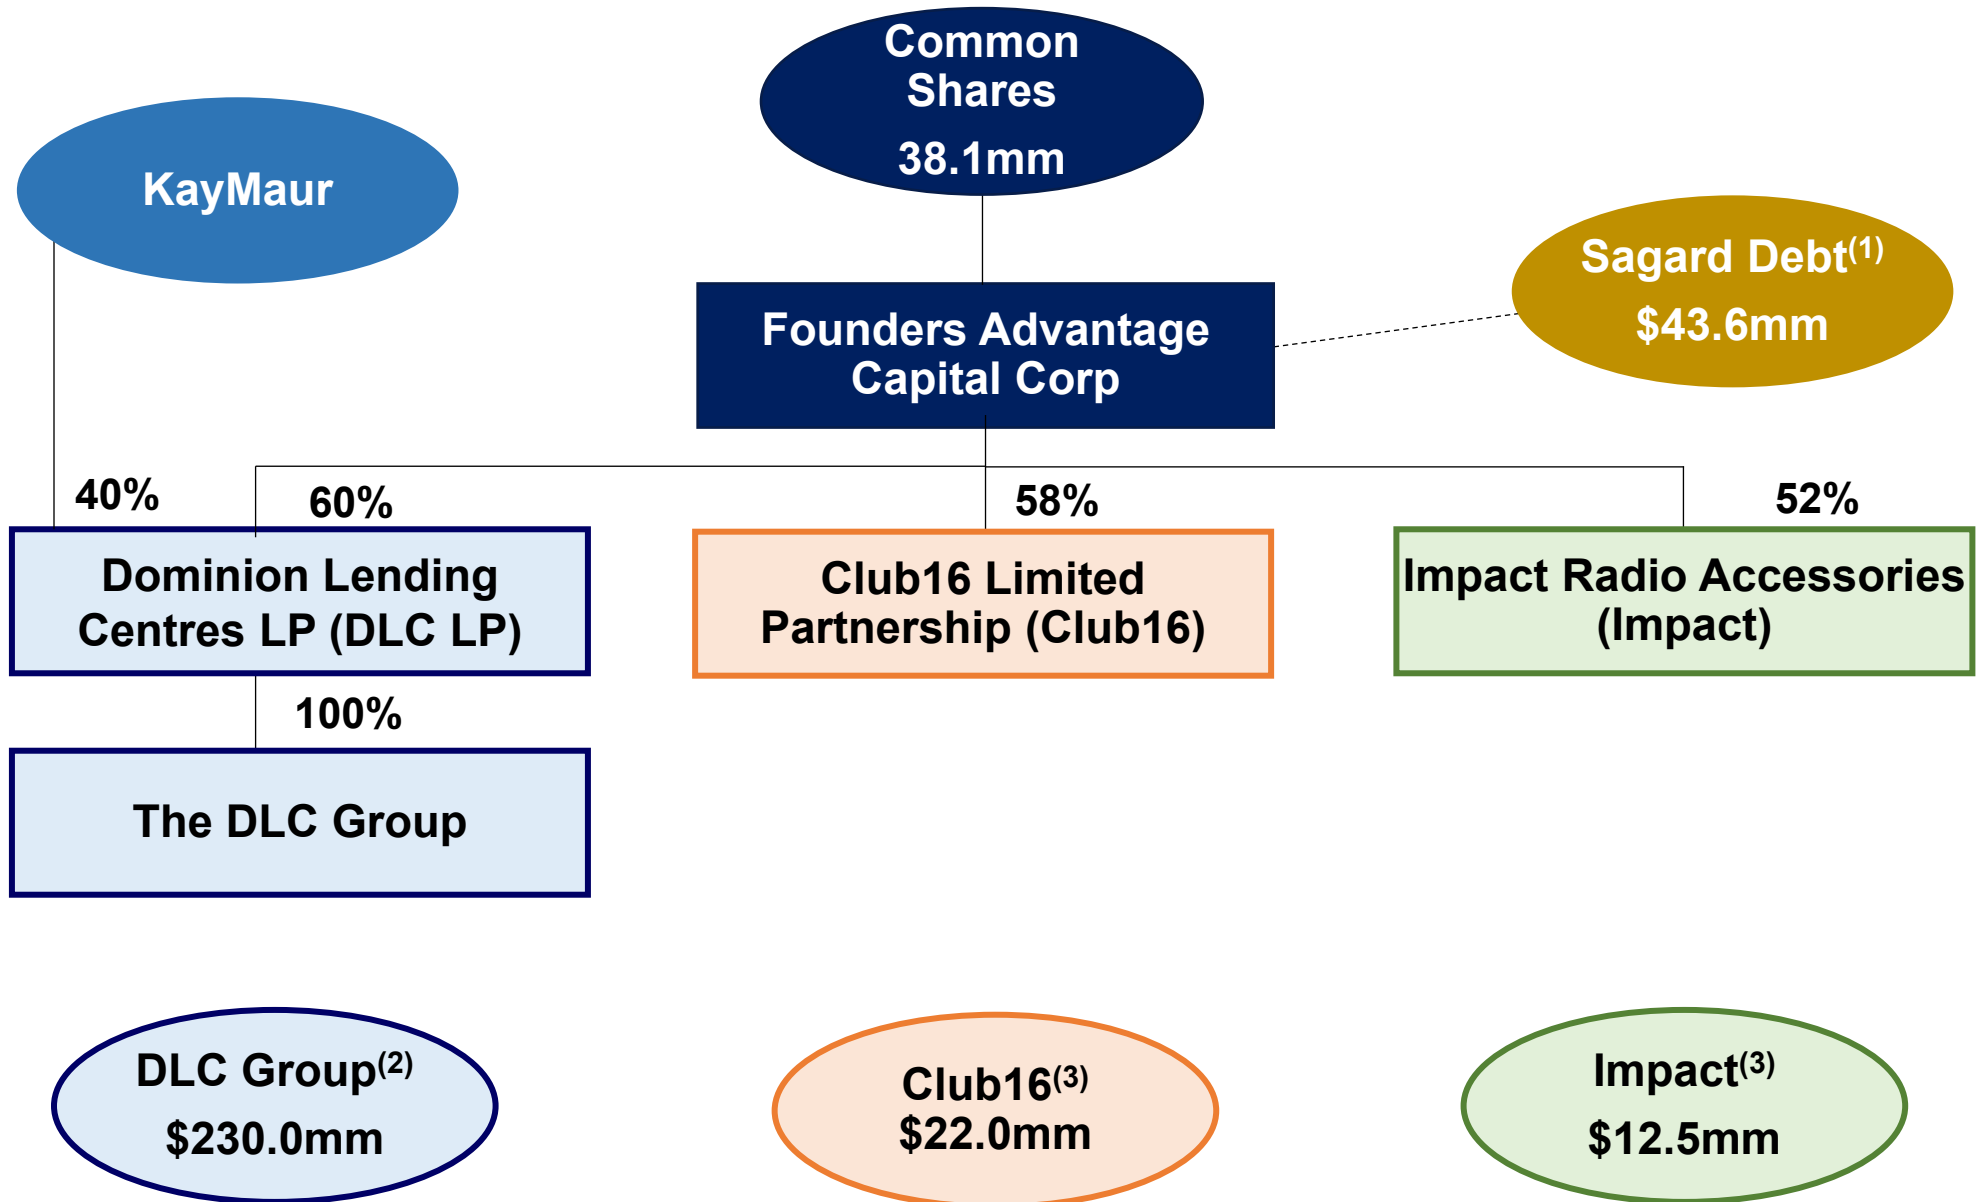 Common
Shares
38.1mm
KayMaur
Sagard Debt(1)
$43.6mm
Founders Advantage
Capital Corp
40%
60%
58%
52%
Dominion Lending
Centres LP (DLC LP)
Club16 Limited
Partnership (Club16)
Impact Radio Accessories
(Impact)
100%
The DLC Group
DLC Group(2)
$230.0mm
Club16(3)
$22.0mm
Impact(3)
$12.5mm